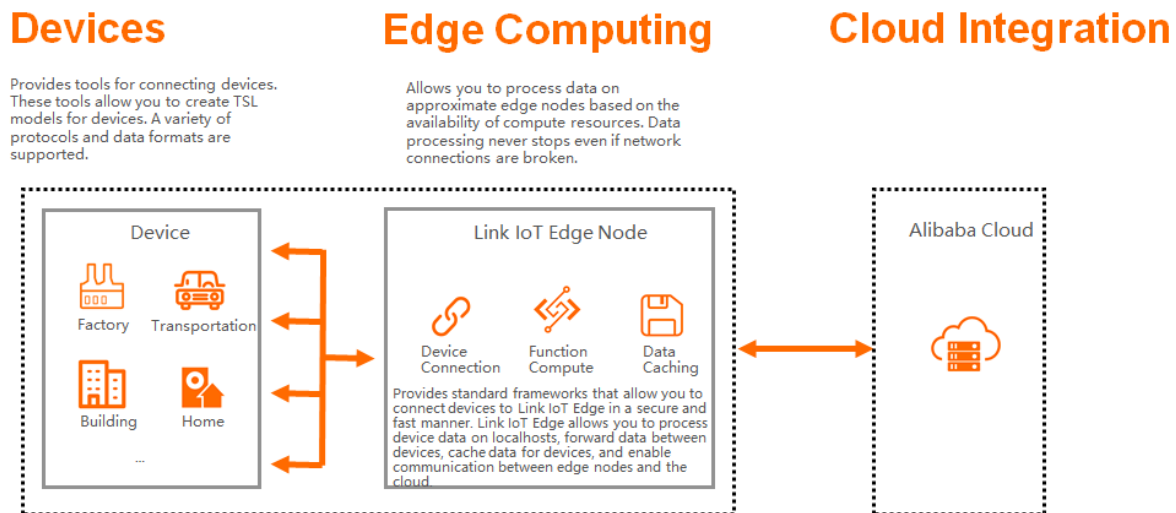 Devices
Edge Computing
Cloud Integration
Provides tools for connecting devices.
These tools allow you to create TSL
models for devices. A variety of
protocols and data formats are
supported.
Allows you to process data on
approximate edge nodes based on the
availability of compute resources. Data
processing never stops even if network
connections are broken.
Device
Factory
Transportation
Building
Home
...
Link IoT Edge Node
Device
Connection
Function
Compute
Data
Caching
Provides standard frameworks that allow you to
connect devices to Link IoT Edge in a secure and
fast manner. Link IoT Edge allows you to process
device data on localhosts, forward data between
devices, cache data for devices, and enable
communication between edge nodes and the
cloud.
Alibaba Cloud